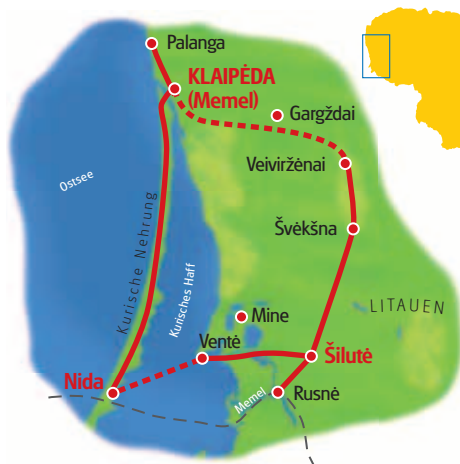 Palanga
KLAIPĖDA
(Memel)
Gargždai
Veiviržėnai
Ostsee
Švėkšna
Kurische Nehrung
Kurisches Haff
LITAUEN
Mine
Ventė
Šilutė
Nida
Memel
Rusnė